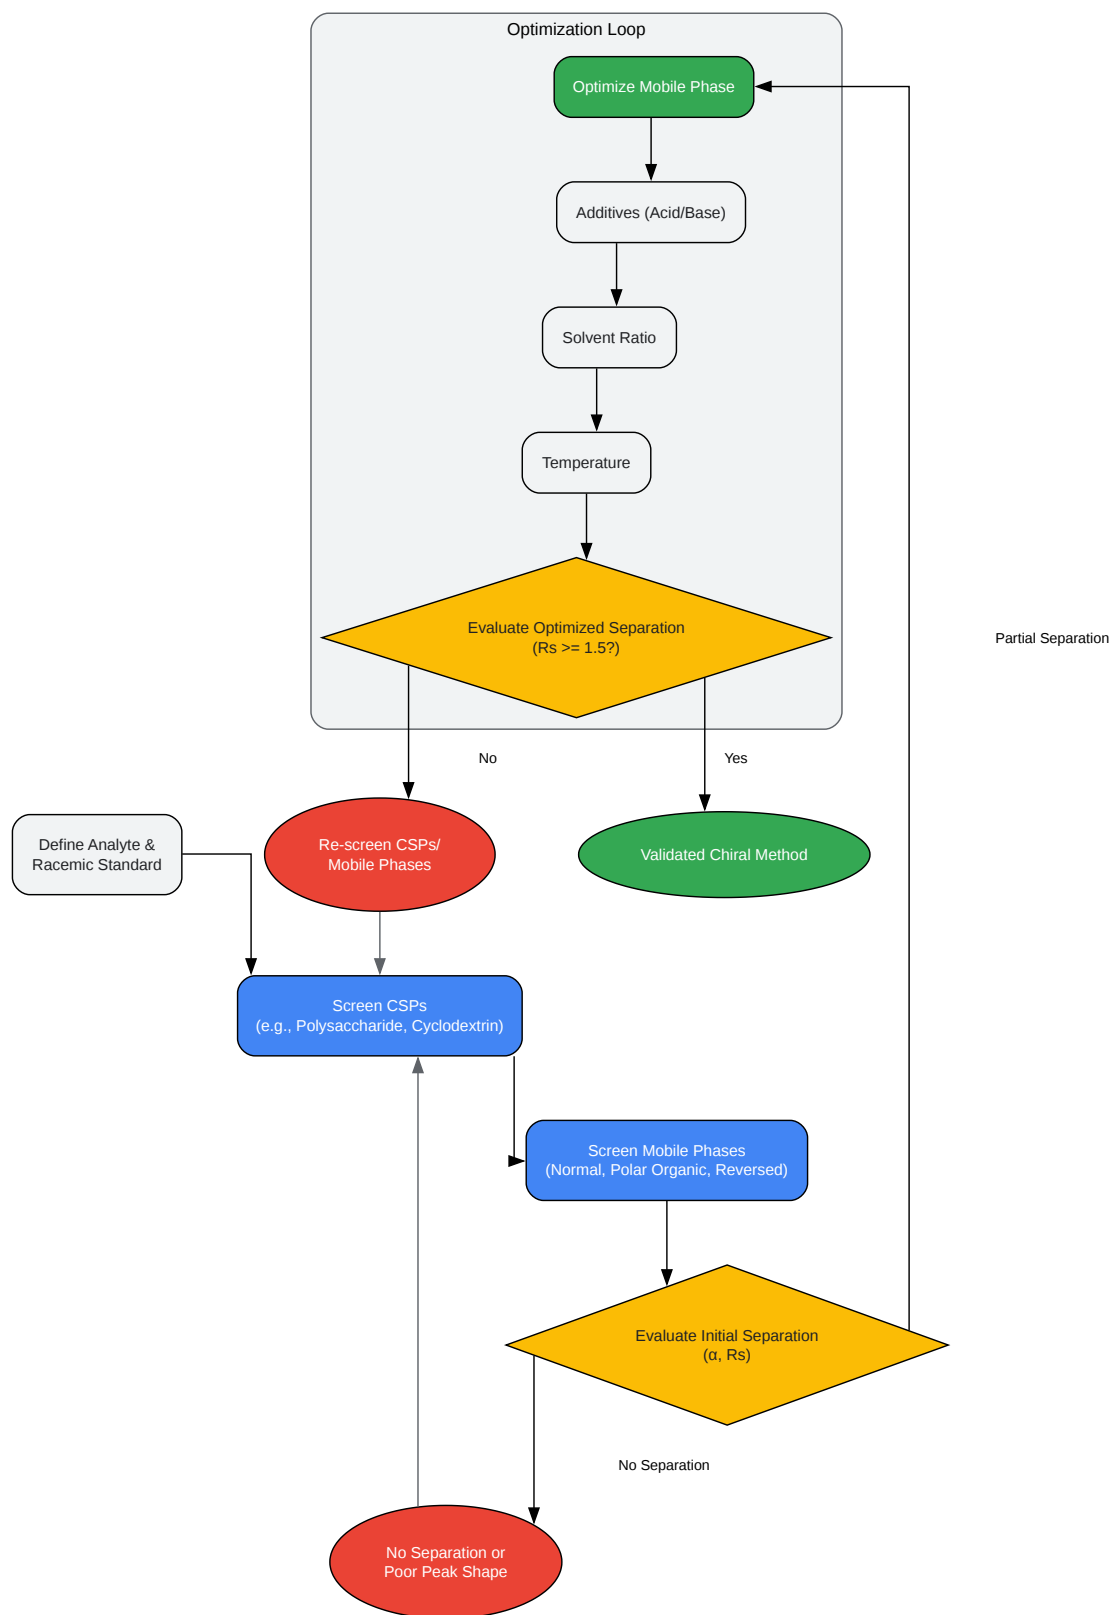 Optimization Loop
Optimize Mobile Phase
Additives (Acid/Base)
Solvent Ratio
Temperature
Evaluate Optimized Separation
(Rs >= 1.5?)
Partial Separation
No
Yes
Define Analyte &
Racemic Standard
Re-screen CSPs/
Mobile Phases
Validated Chiral Method
Screen CSPs
(e.g., Polysaccharide, Cyclodextrin)
Screen Mobile Phases
(Normal, Polar Organic, Reversed)
Evaluate Initial Separation
(α, Rs)
No Separation
No Separation or
Poor Peak Shape